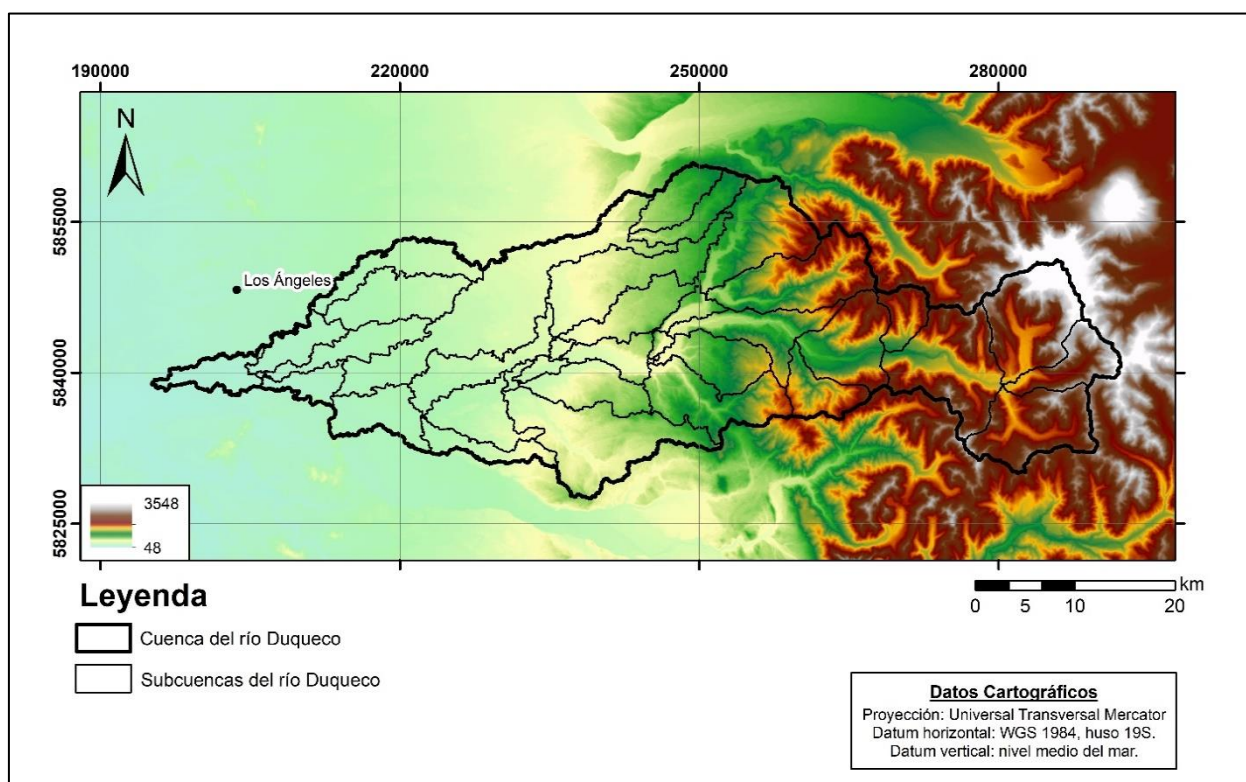 190000 220000 250000 280000
N
5855000
Los Ángeles
5840000
3548
48
5825000
Leyenda
Cuenca del río Duqueco
Subcuencas del río Duqueco
km
0 5 10 20
Datos Cartográficos
Proyección: Universal Transversal Mercator
Datum horizontal: WGS 1984, huso 19S.
Datum vertical: nivel medio del mar.